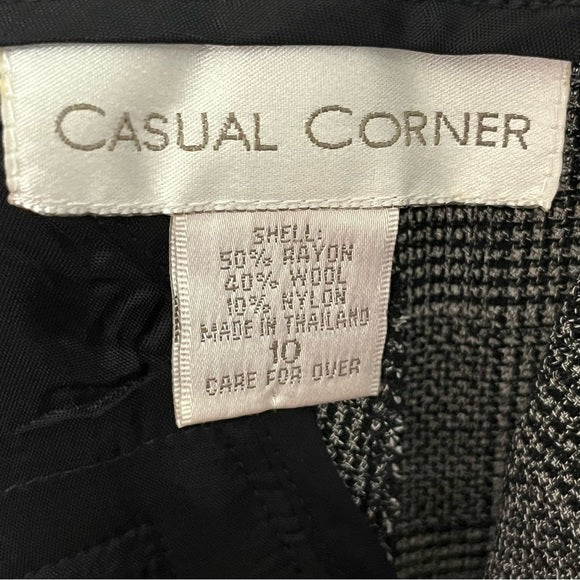 CASUAL CORNER
SHELL:
50% RAYON
40% WOOL
10% NYLON
MADE IN THAILAND
10
CARE FOR OVER